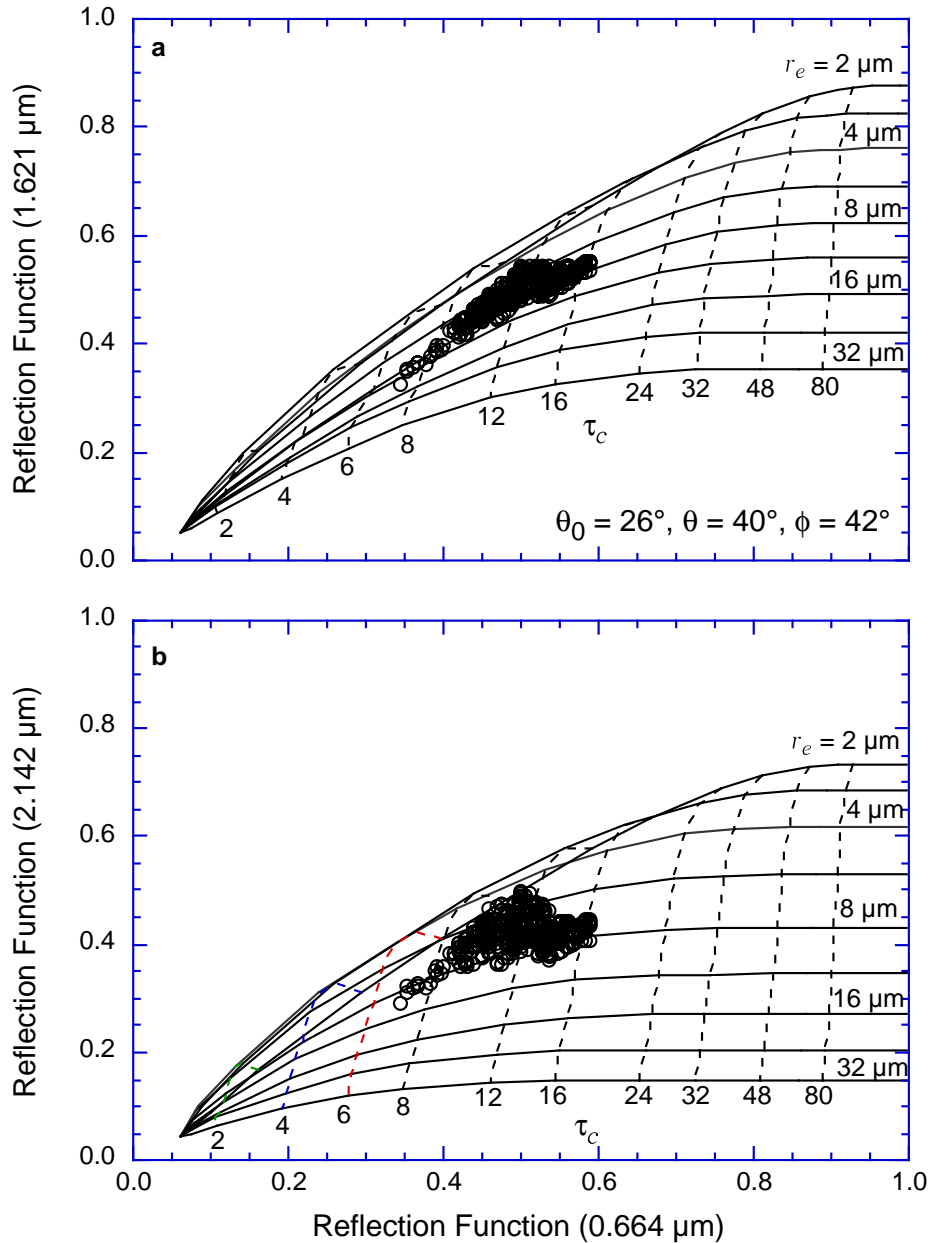 a
1.0
0.8
0.6
0.4
0.2
0.0
Reflection Function (1.621 µm)
r_e = 2 µm
4 µm
8 µm
16 µm
32 µm
2
4
6
8
12
16
24
32
48
80
τ_c
θ_0 = 26°, θ = 40°, ϕ = 42°
b
1.0
0.8
0.6
0.4
0.2
0.0
Reflection Function (2.142 µm)
r_e = 2 µm
4 µm
8 µm
16 µm
32 µm
2
4
6
8
12
16
24
32
48
80
τ_c
0.0
0.2
0.4
0.6
0.8
1.0
Reflection Function (0.664 µm)